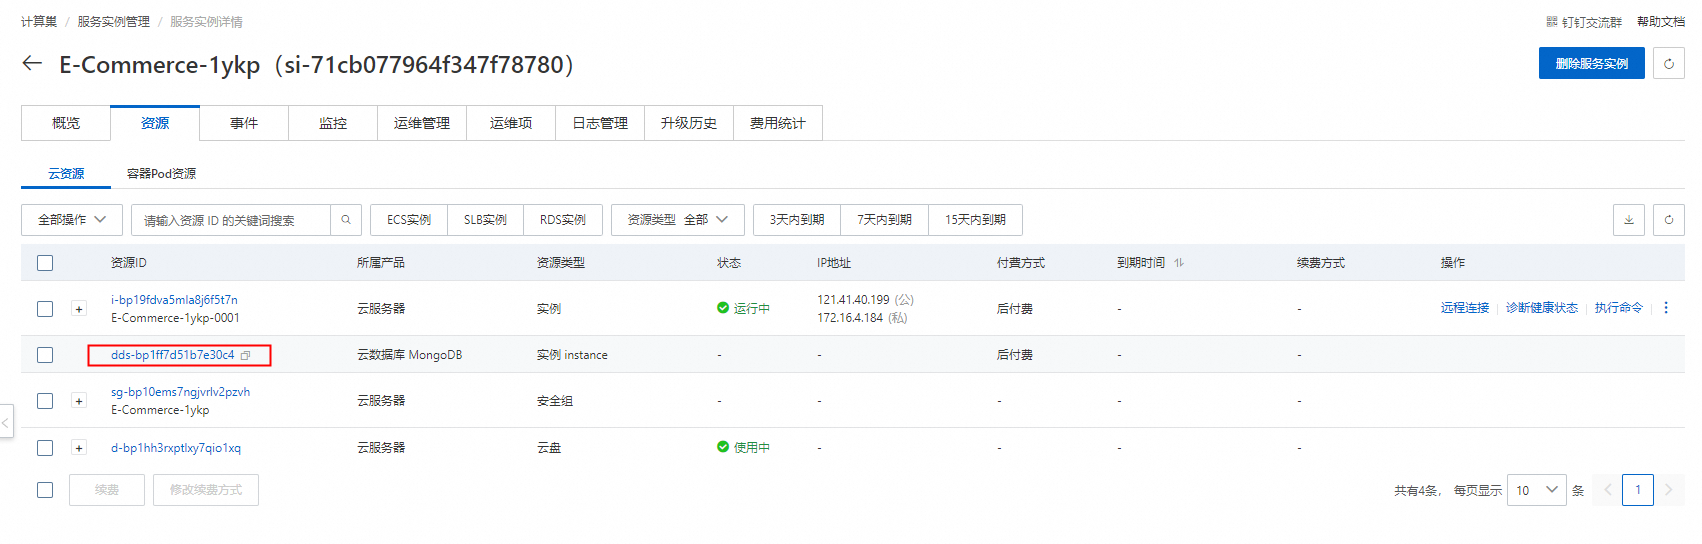 计算巢 / 服务实例管理 / 服务实例详情
钉钉交流群 帮助文档
E-Commerce-1ykp（si-71cb077964f347f78780）
删除服务实例
概览 资源 事件 监控 运维管理 运维项 日志管理 升级历史 费用统计
云资源 容器Pod资源
全部操作 请输入资源 ID 的关键词搜索 ECS实例 SLB实例 RDS实例 资源类型 全部 3天内到期 7天内到期 15天内到期
资源ID 所属产品 资源类型 状态 IP地址 付费方式 到期时间 续费方式 操作
i-bp19fdva5mla8j6f5t7n
E-Commerce-1ykp-0001
云服务器 实例 运行中
121.41.40.199 (公)
172.16.4.184 (私)
后付费 - - 远程连接 诊断健康状态 执行命令
dds-bp1ff7d51b7e30c4 云数据库 MongoDB 实例 instance - - 后付费 - -
sg-bp10ems7ngjvrlv2pzvh
E-Commerce-1ykp
云服务器 安全组 - - - - -
d-bp1hh3rxptlxy7qio1xq 云服务器 云盘 使用中 - - - -
续费 修改续费方式 共有4条， 每页显示 10 条 1